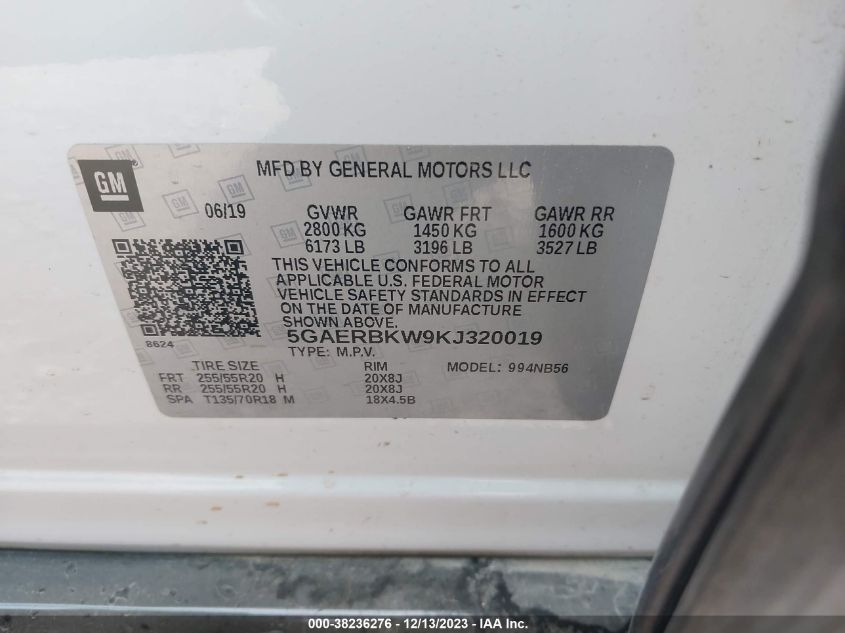 GM
MFD BY GENERAL MOTORS LLC
06/19 GVWR GAWR FRT GAWR RR
2800 KG 1450 KG 1600 KG
6173 LB 3196 LB 3527 LB
THIS VEHICLE CONFORMS TO ALL
APPLICABLE U.S. FEDERAL MOTOR
VEHICLE SAFETY STANDARDS IN EFFECT
ON THE DATE OF MANUFACTURE
SHOWN ABOVE.
8624
5GAERBKW9KJ320019
TYPE: M.P.V.
TIRE SIZE RIM MODEL: 994NB56
FRT 255/55R20 H 20X8J
RR 255/55R20 H 20X8J
SPA T135/70R18 M 18X4.5B
000-38236276 - 12/13/2023 - IAA Inc.